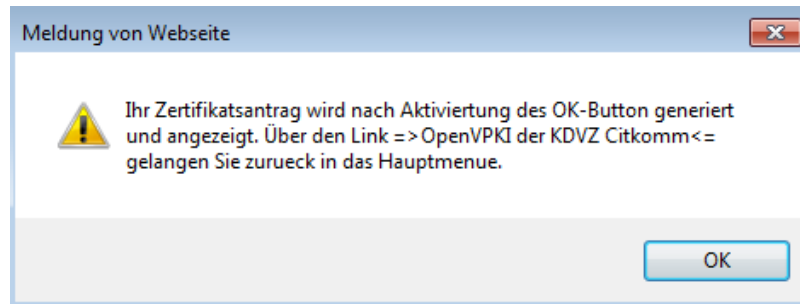 Meldung von Webseite
Ihr Zertifikatsantrag wird nach Aktiviertung des OK-Button generiert
und angezeigt. Über den Link =>OpenVPKI der KDVZ Citkomm<=
gelangen Sie zurueck in das Hauptmenue.
OK